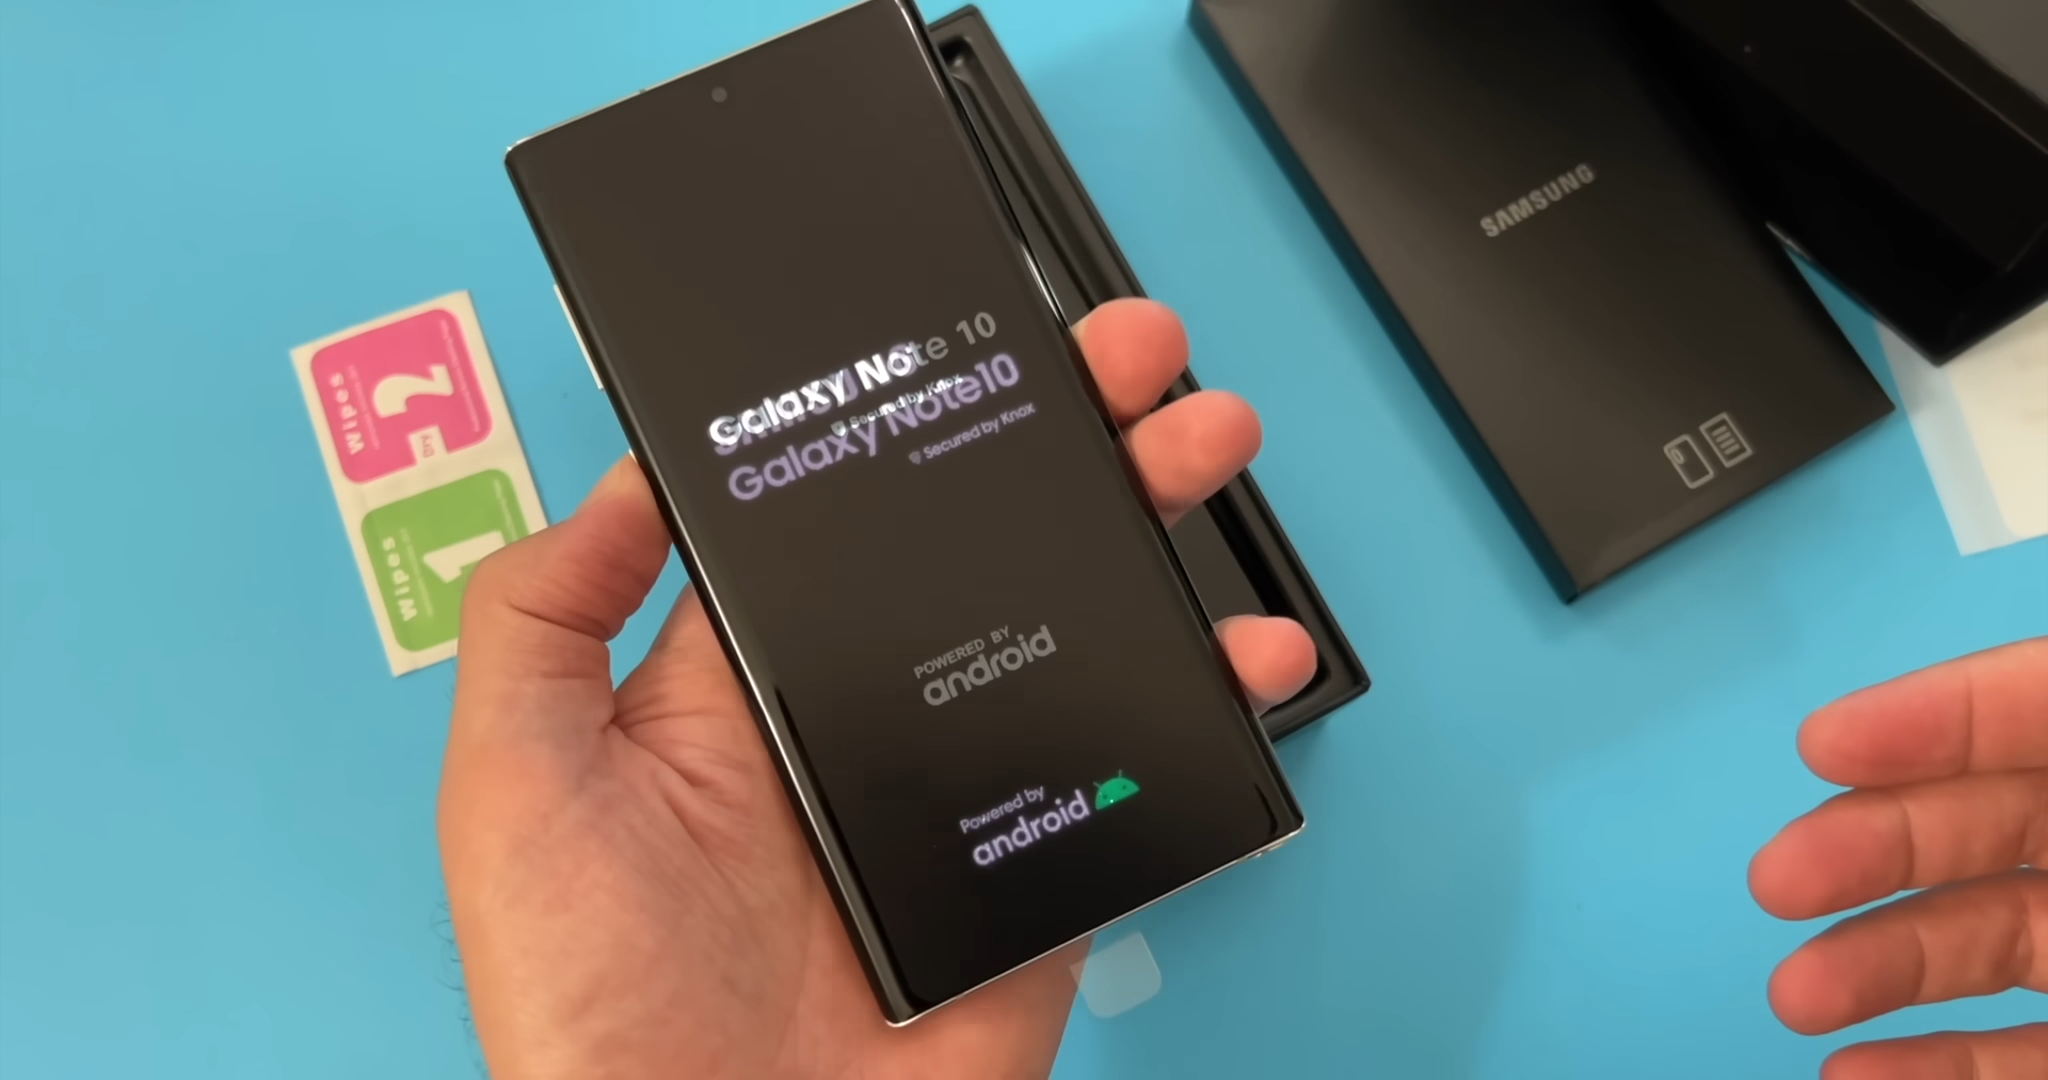 Galaxy Note 10
Secured by Knox
Galaxy Note10
Secured by Knox
POWERED BY
android
Powered by
android
SAMSUNG
2
Wipes
Dry
1
Wipes